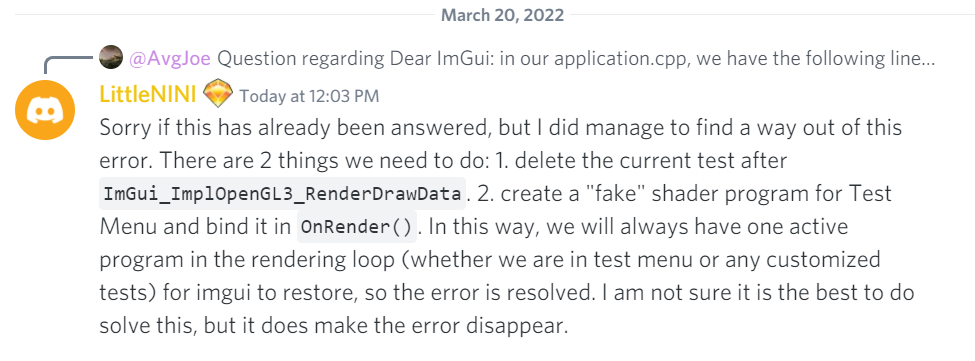 March 20, 2022
@AvgJoe Question regarding Dear ImGui: in our application.cpp, we have the following line...
LittleNINI Today at 12:03 PM
Sorry if this has already been answered, but I did manage to find a way out of this
error. There are 2 things we need to do: 1. delete the current test after
ImGui_ImplOpenGL3_RenderDrawData. 2. create a "fake" shader program for Test
Menu and bind it in OnRender(). In this way, we will always have one active
program in the rendering loop (whether we are in test menu or any customized
tests) for imgui to restore, so the error is resolved. I am not sure it is the best to do
solve this, but it does make the error disappear.